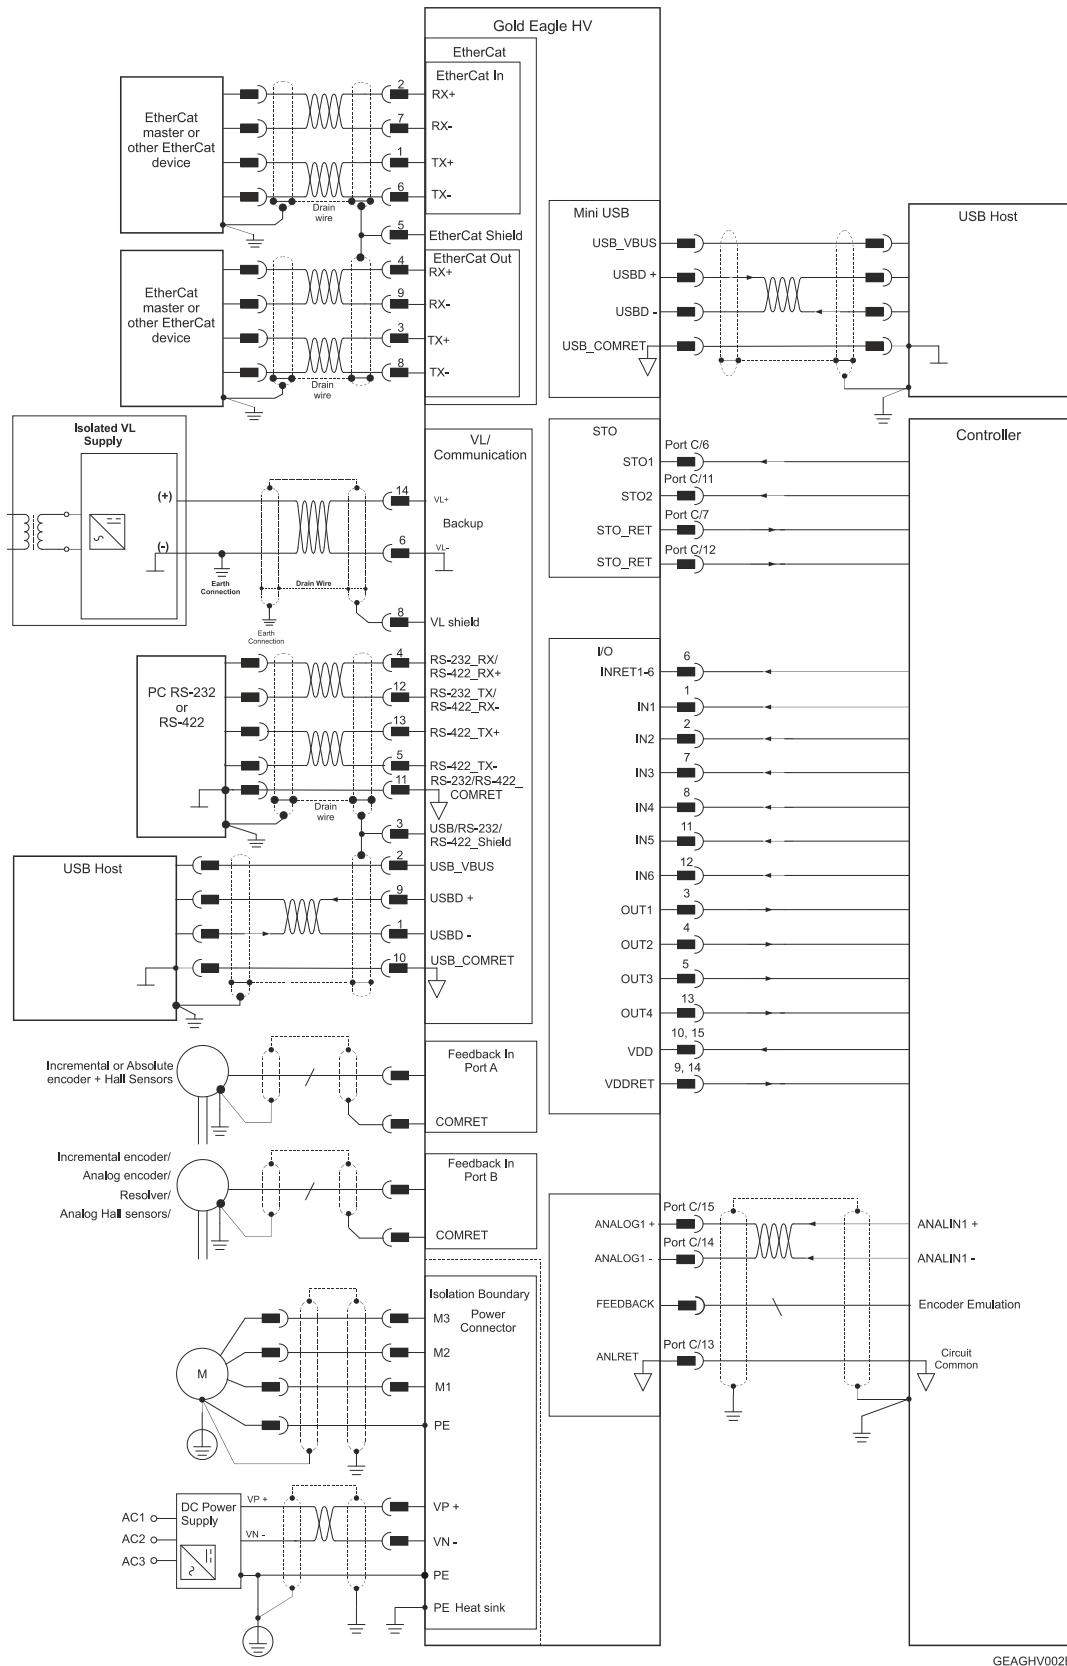 Gold Eagle HV
EtherCat
EtherCat In
EtherCat
master or
other EtherCat
device
2
RX+
7
RX-
1
TX+
6
TX-
Drain
wire
5
EtherCat Shield
EtherCat Out
EtherCat
master or
other EtherCat
device
4
RX+
9
RX-
3
TX+
8
TX-
Drain
wire
Isolated VL
Supply
(+)
(-)
Earth
Connection
Drain Wire
Earth
Connection
VL/
Communication
14
VL+
Backup
6
VL-
8
VL shield
PC RS-232
or
RS-422
4
RS-232_RX/
RS-422_RX+
12
RS-232_TX/
RS-422_RX-
13
RS-422_TX+
5
RS-422_TX-
11
RS-232/RS-422_
COMRET
Drain
wire
3
USB/RS-232/
RS-422_Shield
USB Host
2
USB_VBUS
9
USBD +
1
USBD -
10
USB_COMRET
Incremental or Absolute
encoder + Hall Sensors
Feedback In
Port A
COMRET
Incremental encoder/
Analog encoder/
Resolver/
Analog Hall sensors/
Feedback In
Port B
COMRET
Isolation Boundary
Power
Connector
M
M3
M2
M1
PE
DC Power
Supply
AC1
AC2
AC3
VP +
VN -
VP +
VN -
PE
PE Heat sink
Mini USB
USB_VBUS
USBD +
USBD -
USB_COMRET
USB Host
STO
STO1
Port C/6
STO2
Port C/11
STO_RET
Port C/7
STO_RET
Port C/12
Controller
I/O
INRET1-6
6
IN1
1
IN2
2
IN3
7
IN4
8
IN5
11
IN6
12
OUT1
3
OUT2
4
OUT3
5
OUT4
13
VDD
10, 15
VDDRET
9, 14
ANALOG1 +
Port C/15
ANALIN1 +
ANALOG1 -
Port C/14
ANALIN1 -
FEEDBACK
Encoder Emulation
ANLRET
Port C/13
Circuit
Common